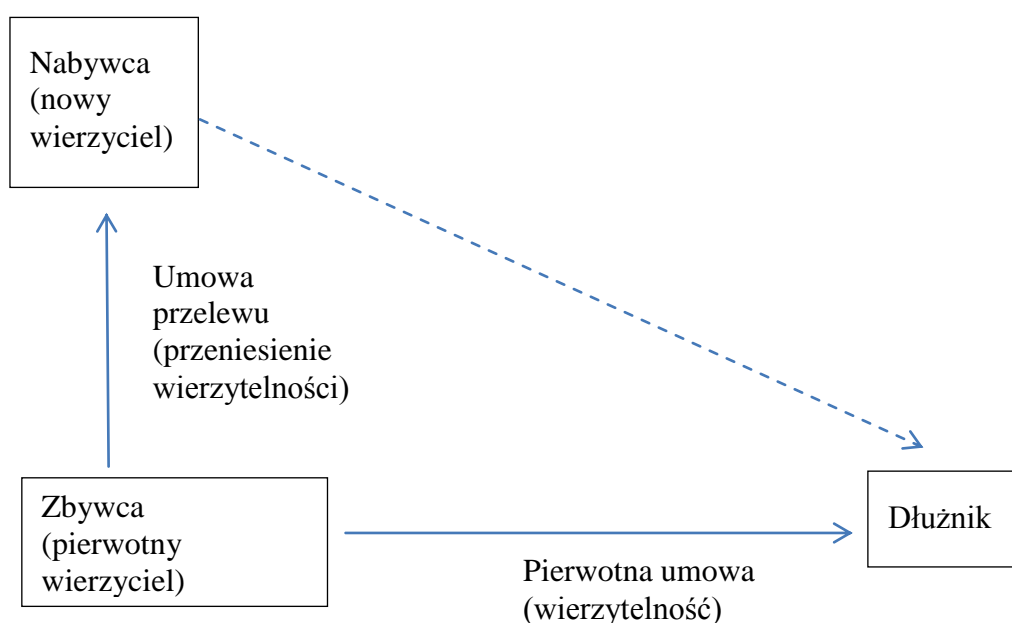 Nabywca
(nowy
wierzyciel)
Umowa
przelewu
(przeniesienie
wierzytelności)
Zbywca
(pierwotny
wierzyciel)
Dłużnik
Pierwotna umowa
(wierzytelność)